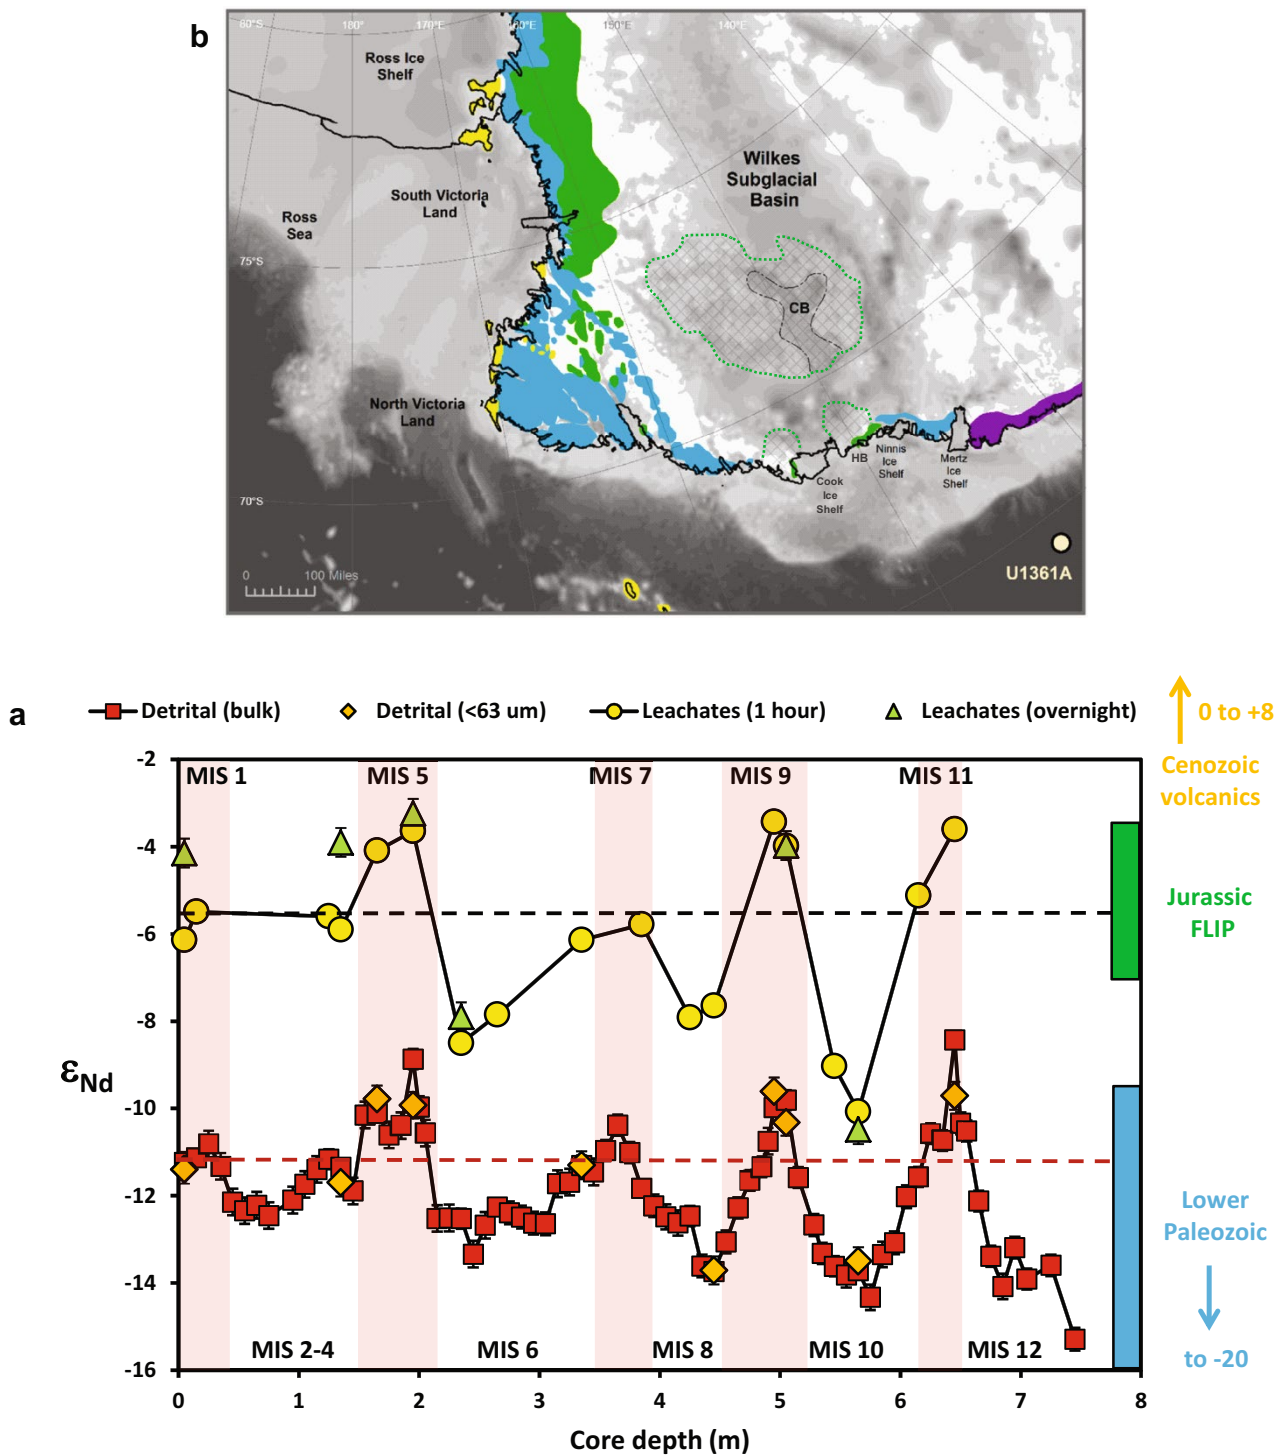 b
80°S
180°
170°E
160°E
150°E
140°E
Ross Ice
Shelf
Wilkes
Subglacial
Basin
South Victoria
Land
Ross
Sea
75°S
CB
North Victoria
Land
HB
Ninnis
Ice
Shelf
Mertz
Ice
Shelf
Cook
Ice
Shelf
70°S
0 100 Miles
U1361A
a
Detrital (bulk)
Detrital (<63 um)
Leachates (1 hour)
Leachates (overnight)
0 to +8
Cenozoic
volcanics
Jurassic
FLIP
Lower
Paleozoic
to -20
MIS 1
MIS 5
MIS 7
MIS 9
MIS 11
MIS 2-4
MIS 6
MIS 8
MIS 10
MIS 12
-2
-4
-6
-8
-10
-12
-14
-16
εNd
0 1 2 3 4 5 6 7 8
Core depth (m)